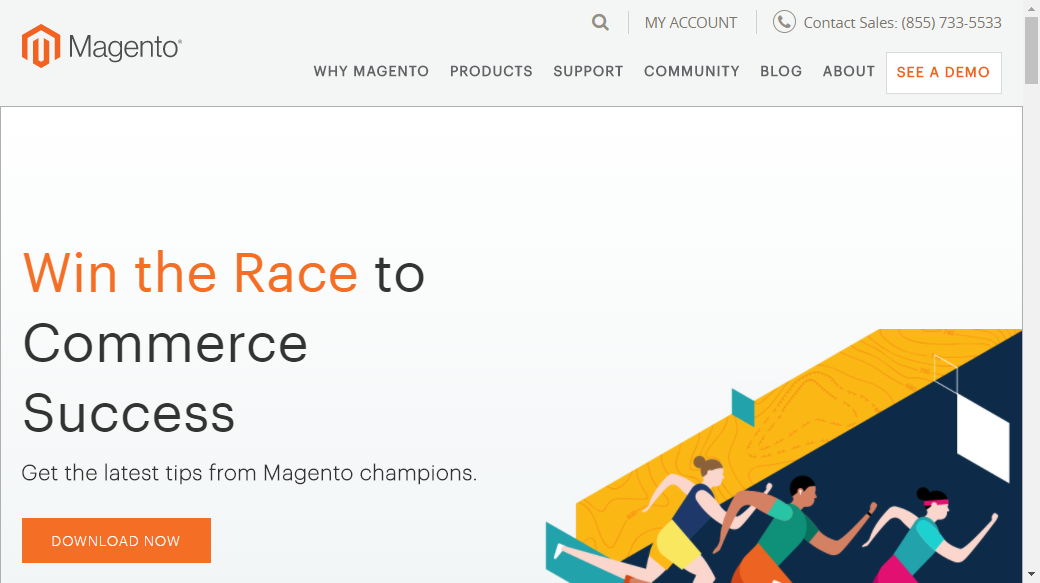 Magento®
MY ACCOUNT
Contact Sales: (855) 733-5533
WHY MAGENTO
PRODUCTS
SUPPORT
COMMUNITY
BLOG
ABOUT
SEE A DEMO
Win the Race to
Commerce
Success
Get the latest tips from Magento champions.
DOWNLOAD NOW